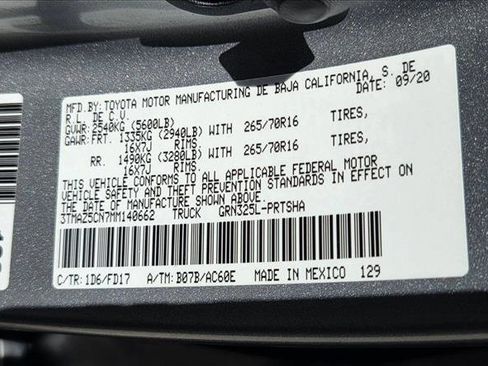 MFD.BY:TOYOTA MOTOR MANUFACTURING DE BAJA CALIFORNIA, S. DE
R.L. DE C.V. DATE: 09/20
GVWR:2540KG (5600LB)
GAWR:FRT. 1335KG (2940LB) WITH 265/70R16 TIRES,
16X7J RIMS,
RR. 1490KG (3280LB) WITH 265/70R16 TIRES,
16X7J RIMS.
THIS VEHICLE CONFORMS TO ALL APPLICABLE FEDERAL MOTOR
VEHICLE SAFETY AND THEFT PREVENTION STANDARDS IN EFFECT ON
THE DATE OF MANUFACTURE SHOWN ABOVE.
3TMAZ5CN7MM140662 TRUCK GRN325L-PRTSHA
C/TR:1D6/FD17 A/TM:B07B/AC60E MADE IN MEXICO 129